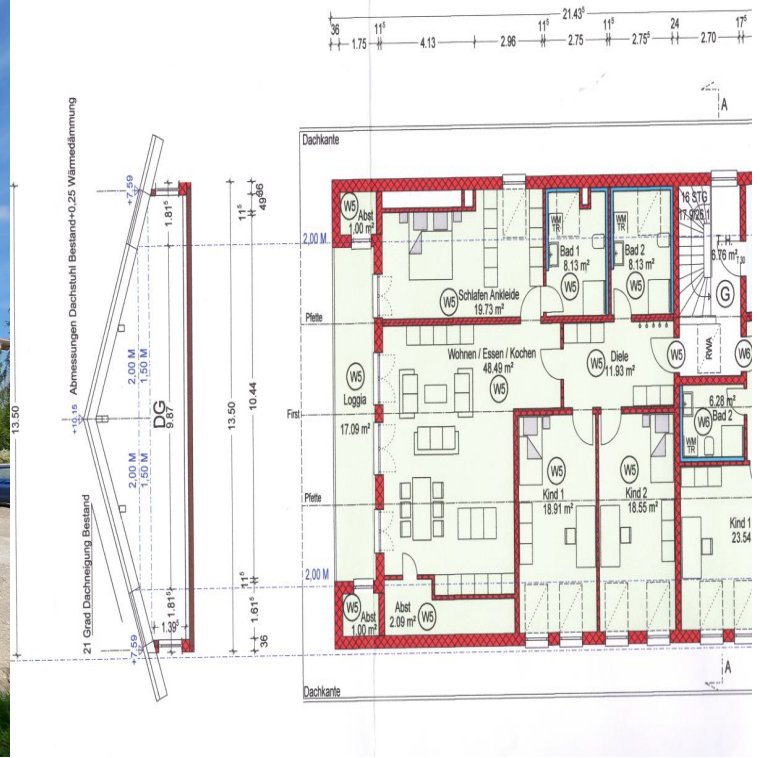 21.43⁵
36 1.75 11⁵ 4.13 2.96 11⁵ 2.75 11⁵ 2.75⁵ 24 2.70 17⁵
A
Dachkante
Abmessungen Dachstuhl Bestand+0,25 Wärmedämmung
21 Grad Dachneigung Bestand
13.50
+7.59
+10.15
+7.59
2,00 M
1,50 M
2,00 M
1,50 M
DG
9.87
1.81⁵
1.81⁵
1.39⁵
13.50
11⁵
10.44
11⁵
1.61⁵
36
2,00 M
Pfette
First
Pfette
2,00 M
W5
Abst
1.00 m²
Schlafen Ankleide
W5
19.73 m²
WM
TR
Bad 1
8.13 m²
W5
WM
TR
Bad 2
8.13 m²
W5
16 STG
T. H.
6.76 m²
G
RWA
W5
Loggia
17.09 m²
Wohnen / Essen / Kochen
48.49 m²
W5
W5
Diele
11.93 m²
W5
W6
6.28 m²
W6
Bad 2
WM
TR
W5
Kind 1
18.91 m²
W5
Kind 2
18.55 m²
Kind 1
23.54
W5
Abst
1.00 m²
Abst
2.09 m²
W5
A
Dachkante